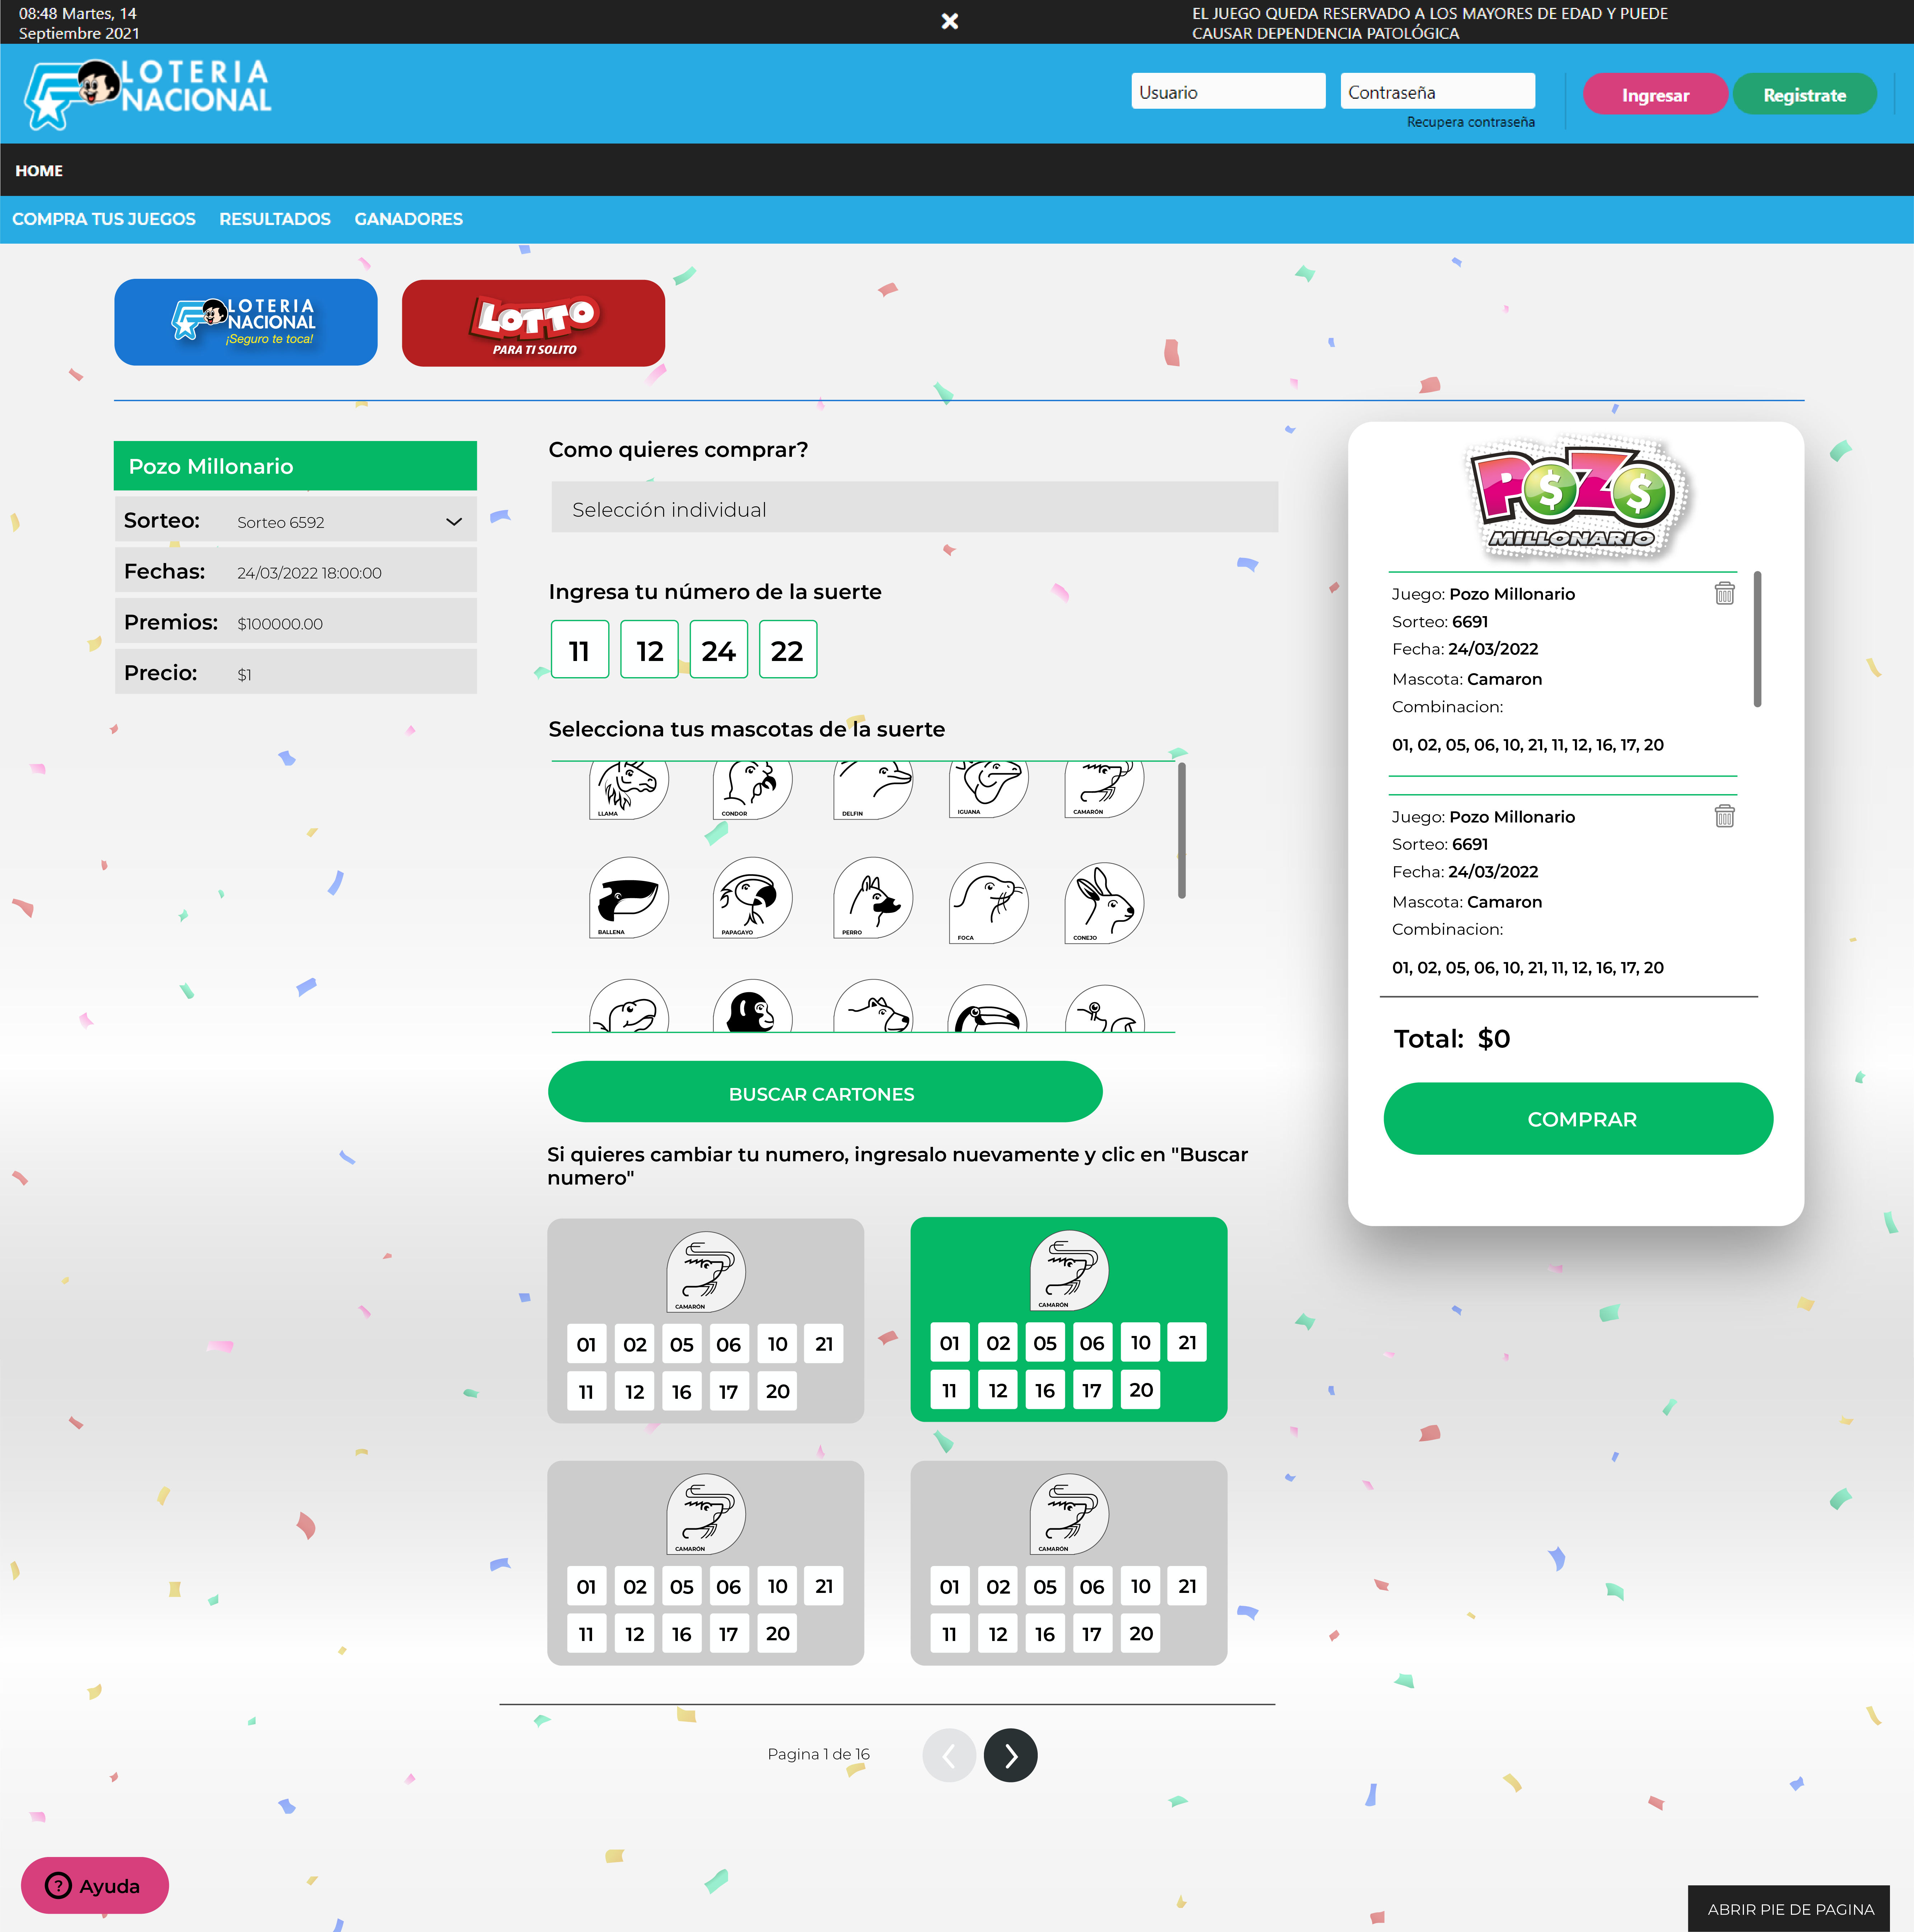 08:48 Martes, 14
Septiembre 2021
EL JUEGO QUEDA RESERVADO A LOS MAYORES DE EDAD Y PUEDE
CAUSAR DEPENDENCIA PATOLÓGICA
LOTERIA
NACIONAL
Usuario
Contraseña
Recupera contraseña
Ingresar
Registrate
HOME
COMPRA TUS JUEGOS RESULTADOS GANADORES
LOTERIA
NACIONAL
¡Seguro te toca!
LOTTO
PARA TI SOLITO
Pozo Millonario
Sorteo: Sorteo 6592
Fechas: 24/03/2022 18:00:00
Premios: $100000.00
Precio: $1
Como quieres comprar?
Selección individual
Ingresa tu número de la suerte
11 12 24 22
Selecciona tus mascotas de la suerte
LLAMA CONDOR DELFIN IGUANA CAMARÓN
BALLENA PAPAGAYO PERRO FOCA CONEJO
BUSCAR CARTONES
Si quieres cambiar tu numero, ingresalo nuevamente y clic en "Buscar
numero"
CAMARÓN
01 02 05 06 10 21
11 12 16 17 20
CAMARÓN
01 02 05 06 10 21
11 12 16 17 20
CAMARÓN
01 02 05 06 10 21
11 12 16 17 20
CAMARÓN
01 02 05 06 10 21
11 12 16 17 20
Pagina 1 de 16
POZO
MILLONARIO
Juego: Pozo Millonario
Sorteo: 6691
Fecha: 24/03/2022
Mascota: Camaron
Combinacion:
01, 02, 05, 06, 10, 21, 11, 12, 16, 17, 20
Juego: Pozo Millonario
Sorteo: 6691
Fecha: 24/03/2022
Mascota: Camaron
Combinacion:
01, 02, 05, 06, 10, 21, 11, 12, 16, 17, 20
Total: $0
COMPRAR
? Ayuda
ABRIR PIE DE PAGINA